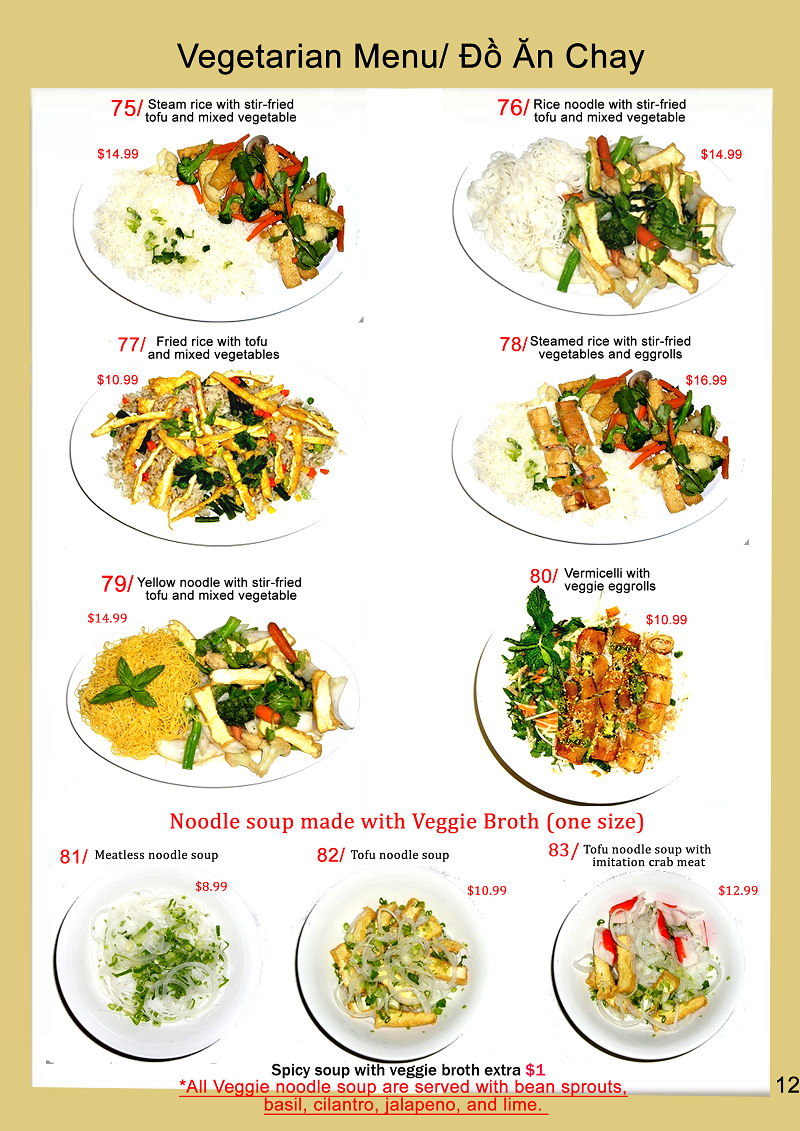 Vegetarian Menu/ Đồ Ăn Chay
75/ Steam rice with stir-fried
tofu and mixed vegetable
$14.99
76/ Rice noodle with stir-fried
tofu and mixed vegetable
$14.99
77/ Fried rice with tofu
and mixed vegetables
$10.99
78/ Steamed rice with stir-fried
vegetables and eggrolls
$16.99
79/ Yellow noodle with stir-fried
tofu and mixed vegetable
$14.99
80/ Vermicelli with
veggie eggrolls
$10.99
Noodle soup made with Veggie Broth (one size)
81/ Meatless noodle soup
$8.99
82/ Tofu noodle soup
$10.99
83/ Tofu noodle soup with
imitation crab meat
$12.99
Spicy soup with veggie broth extra $1
*All Veggie noodle soup are served with bean sprouts,
basil, cilantro, jalapeno, and lime.
12